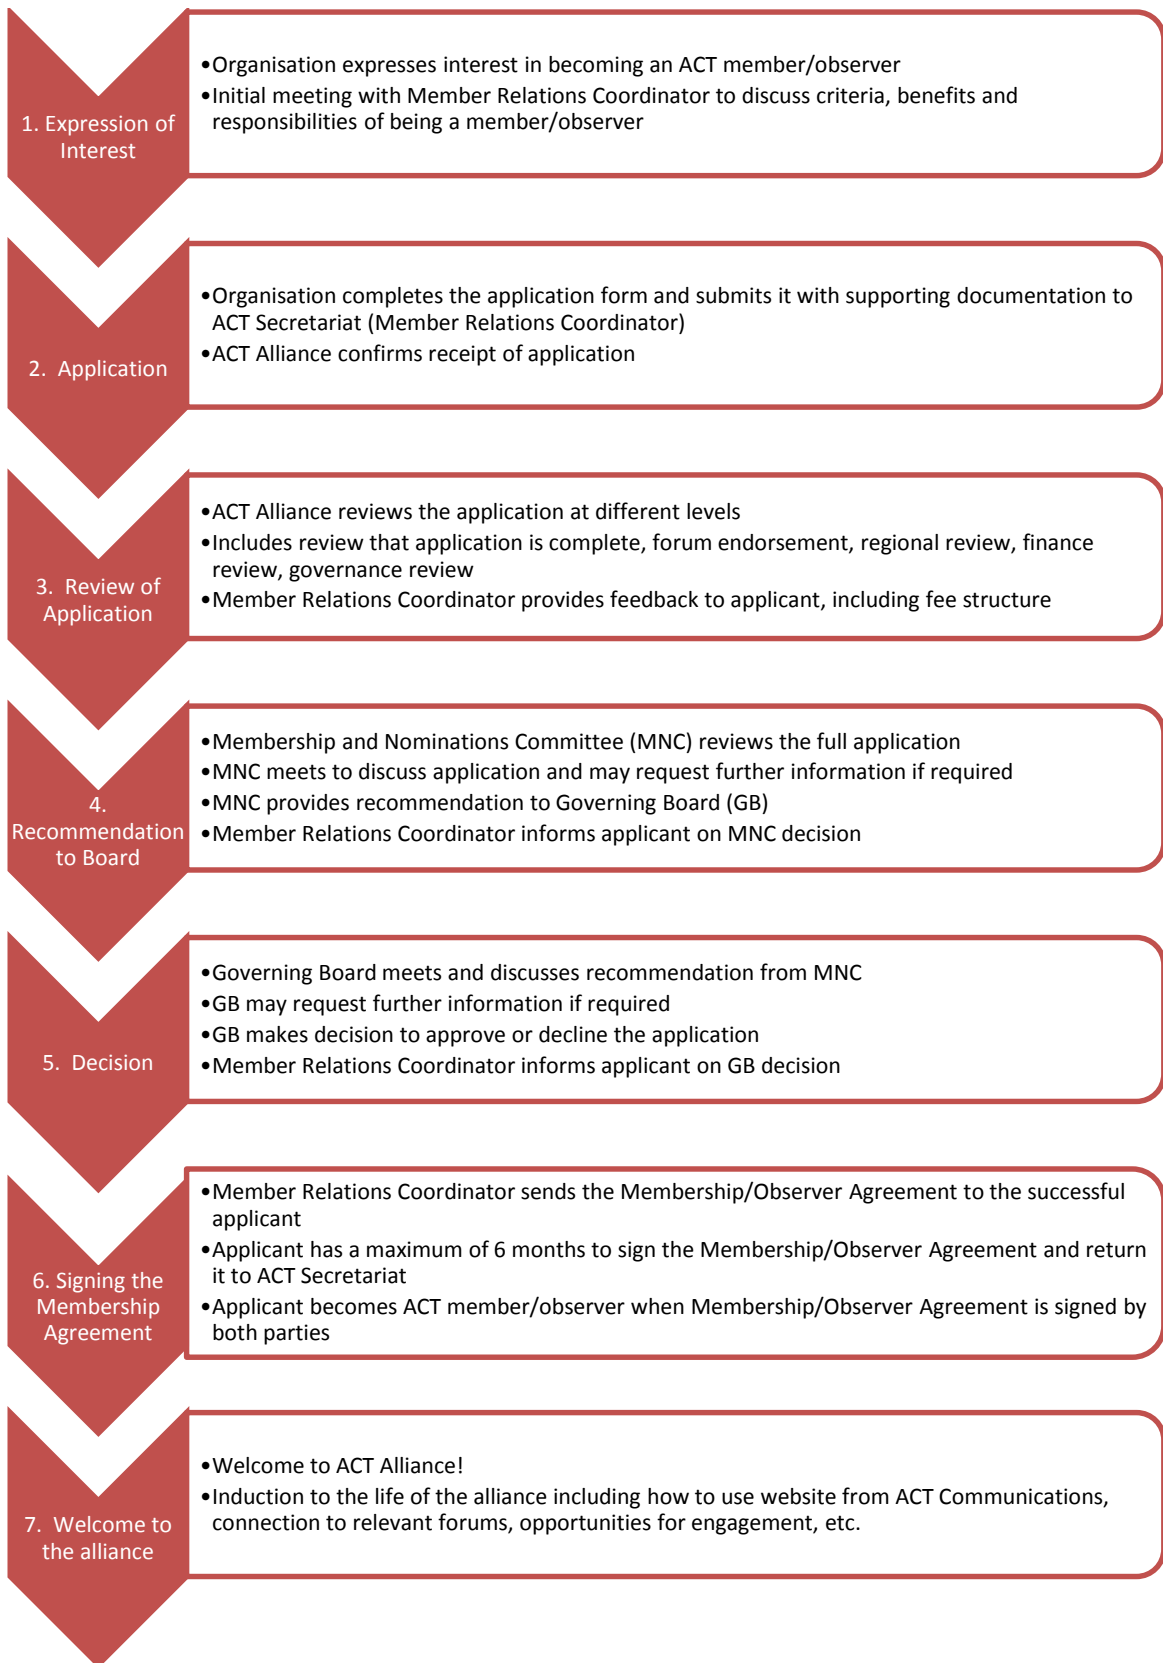 1. Expression of
Interest
•Organisation expresses interest in becoming an ACT member/observer
•Initial meeting with Member Relations Coordinator to discuss criteria, benefits and
responsibilities of being a member/observer
2.  Application
•Organisation completes the application form and submits it with supporting documentation to
ACT Secretariat (Member Relations Coordinator)
•ACT Alliance confirms receipt of application
3.  Review of
Application
•ACT Alliance reviews the application at different levels
•Includes review that application is complete, forum endorsement, regional review, finance
review, governance review
•Member Relations Coordinator provides feedback to applicant, including fee structure
4.
Recommendation
to Board
•Membership and Nominations Committee (MNC) reviews the full application
•MNC meets to discuss application and may request further information if required
•MNC provides recommendation to Governing Board (GB)
•Member Relations Coordinator informs applicant on MNC decision
5.  Decision
•Governing Board meets and discusses recommendation from MNC
•GB may request further information if required
•GB makes decision to approve or decline the application
•Member Relations Coordinator informs applicant on GB decision
6. Signing the
Membership
Agreement
•Member Relations Coordinator sends the Membership/Observer Agreement to the successful
applicant
•Applicant has a maximum of 6 months to sign the Membership/Observer Agreement and return
it to ACT Secretariat
•Applicant becomes ACT member/observer when Membership/Observer Agreement is signed by
both parties
7.  Welcome to
the alliance
•Welcome to ACT Alliance!
•Induction to the life of the alliance including how to use website from ACT Communications,
connection to relevant forums, opportunities for engagement, etc.